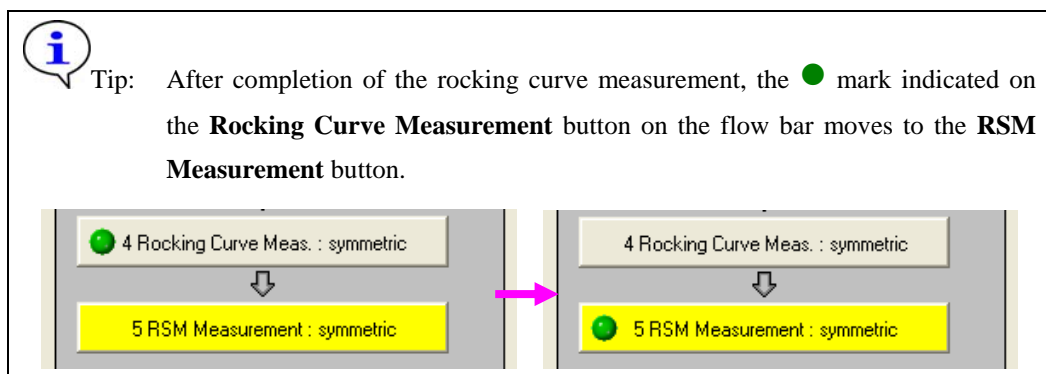 Tip: After completion of the rocking curve measurement, the mark indicated on
the Rocking Curve Measurement button on the flow bar moves to the RSM
Measurement button.
4 Rocking Curve Meas. : symmetric
5 RSM Measurement : symmetric
4 Rocking Curve Meas. : symmetric
5 RSM Measurement : symmetric